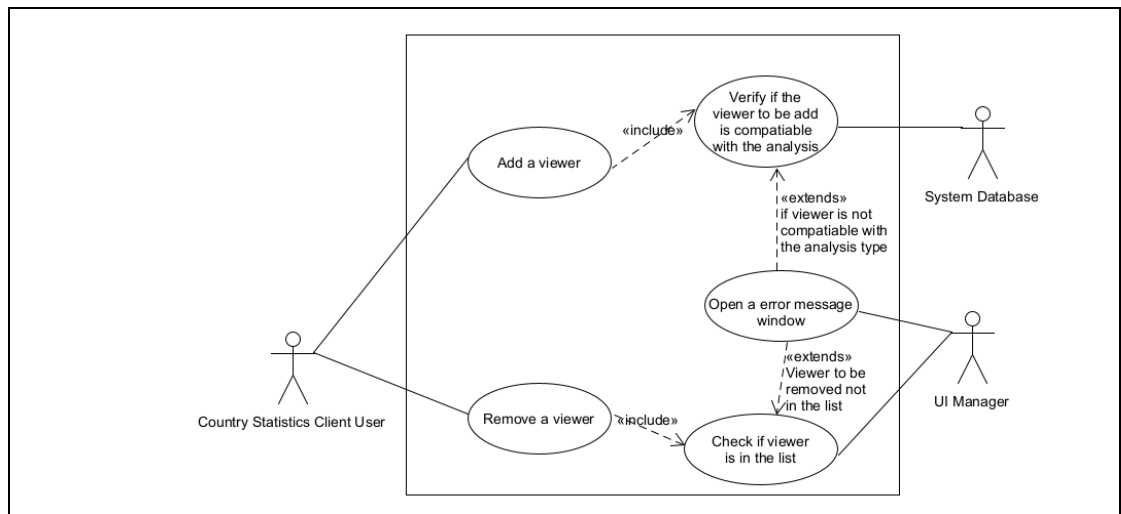 Verify if the
viewer to be add
is compatiable
with the analysis
«include»
Add a viewer
System Database
«extends»
if viewer is not
compatiable with
the analysis type
Open a error message
window
«extends»
Viewer to be
removed not
in the list
UI Manager
Country Statistics Client User
Remove a viewer
«include»
Check if viewer
is in the list